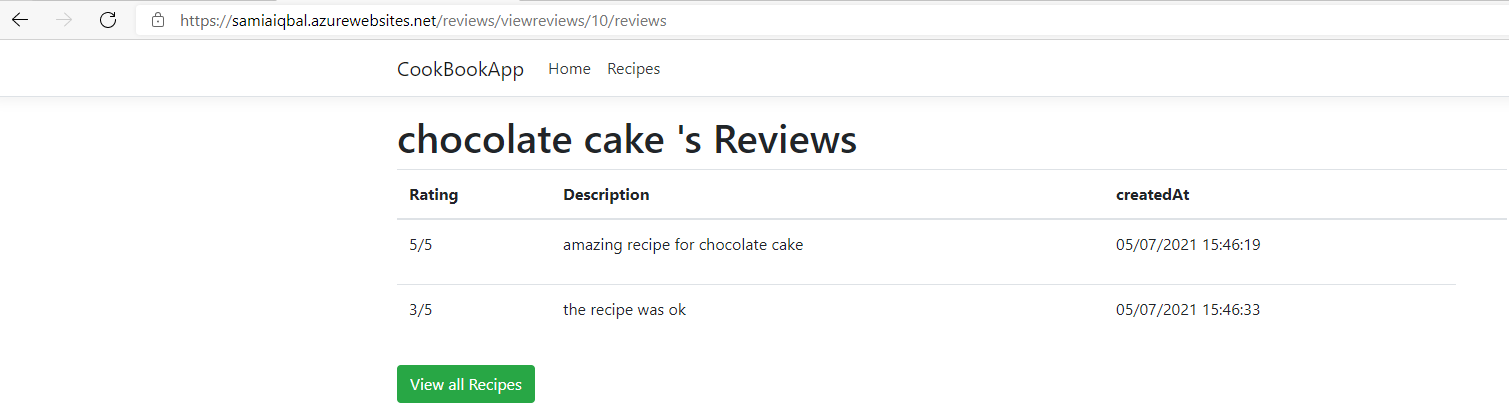 https://samiaiqbal.azurewebsites.net/reviews/viewreviews/10/reviews
CookBookApp Home Recipes
chocolate cake 's Reviews
Rating Description createdAt
5/5 amazing recipe for chocolate cake 05/07/2021 15:46:19
3/5 the recipe was ok 05/07/2021 15:46:33
View all Recipes